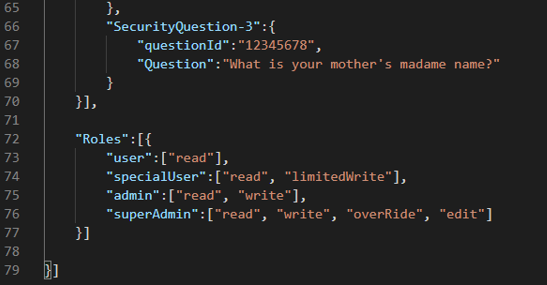 65 },
66 "SecurityQuestion-3":{
67 "questionId":"12345678",
68 "Question":"What is your mother's madame name?"
69 }
70 }],
71
72 "Roles":[{
73 "user":["read"],
74 "specialUser":["read", "limitedWrite"],
75 "admin":["read", "write"],
76 "superAdmin":["read", "write", "overRide", "edit"]
77 }]
78
79 }]